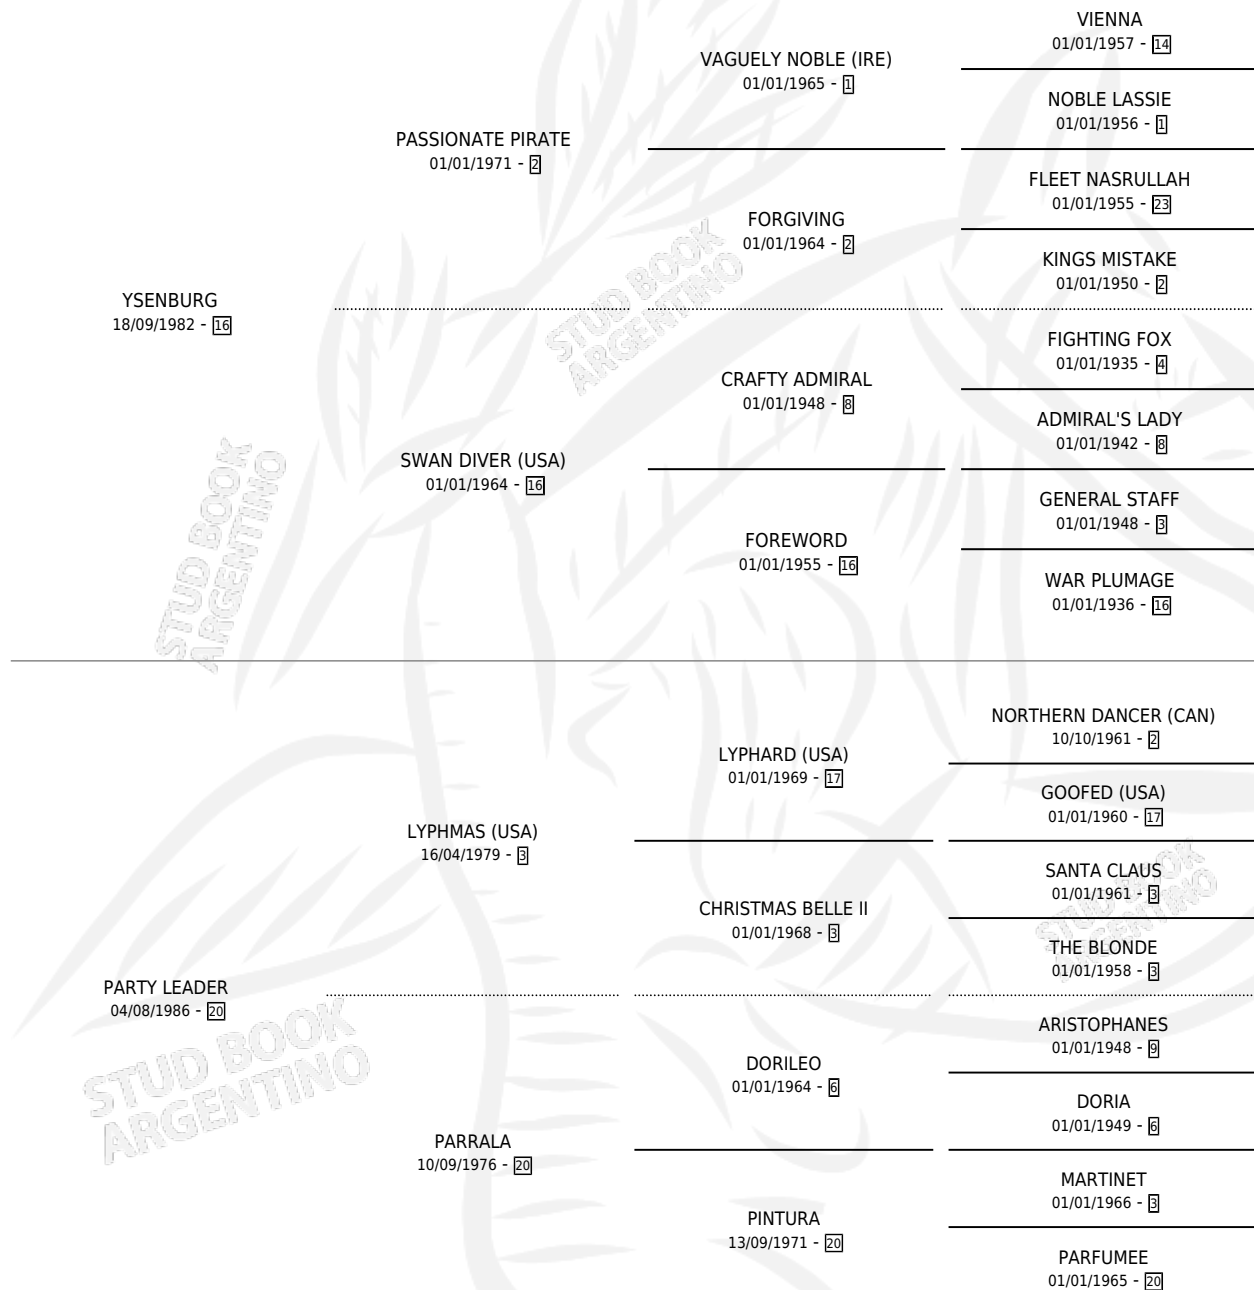 VIENNA
01/01/1957 - 14
VAGUELY NOBLE (IRE)
01/01/1965 - 1
NOBLE LASSIE
01/01/1956 - 1
PASSIONATE PIRATE
01/01/1971 - 2
FLEET NASRULLAH
01/01/1955 - 23
FORGIVING
01/01/1964 - 2
KINGS MISTAKE
01/01/1950 - 2
YSENBURG
18/09/1982 - 16
FIGHTING FOX
01/01/1935 - 4
CRAFTY ADMIRAL
01/01/1948 - 8
ADMIRAL'S LADY
01/01/1942 - 8
SWAN DIVER (USA)
01/01/1964 - 16
GENERAL STAFF
01/01/1948 - 3
FOREWORD
01/01/1955 - 16
WAR PLUMAGE
01/01/1936 - 16
NORTHERN DANCER (CAN)
10/10/1961 - 2
LYPHARD (USA)
01/01/1969 - 17
GOOFED (USA)
01/01/1960 - 17
LYPHMAS (USA)
16/04/1979 - 3
SANTA CLAUS
01/01/1961 - 3
CHRISTMAS BELLE II
01/01/1968 - 3
THE BLONDE
01/01/1958 - 3
PARTY LEADER
04/08/1986 - 20
ARISTOPHANES
01/01/1948 - 9
DORILEO
01/01/1964 - 6
DORIA
01/01/1949 - 6
PARRALA
10/09/1976 - 20
MARTINET
01/01/1966 - 3
PINTURA
13/09/1971 - 20
PARFUMEE
01/01/1965 - 20
STUD BOOK
ARGENTINO
STUD BOOK
ARGENTINO
STUD BOOK
ARGENTINO
STUD BOOK
ARGENTINO